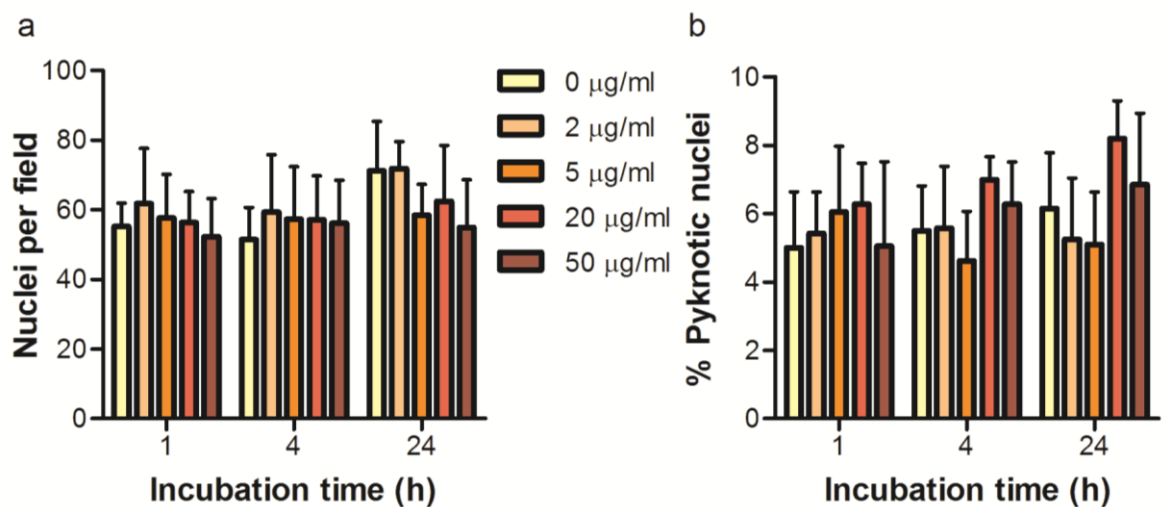 a
Nuclei per field
100
80
60
40
20
0
1
4
24
Incubation time (h)
0 μg/ml
2 μg/ml
5 μg/ml
20 μg/ml
50 μg/ml
b
% Pyknotic nuclei
10
8
6
4
2
0
1
4
24
Incubation time (h)